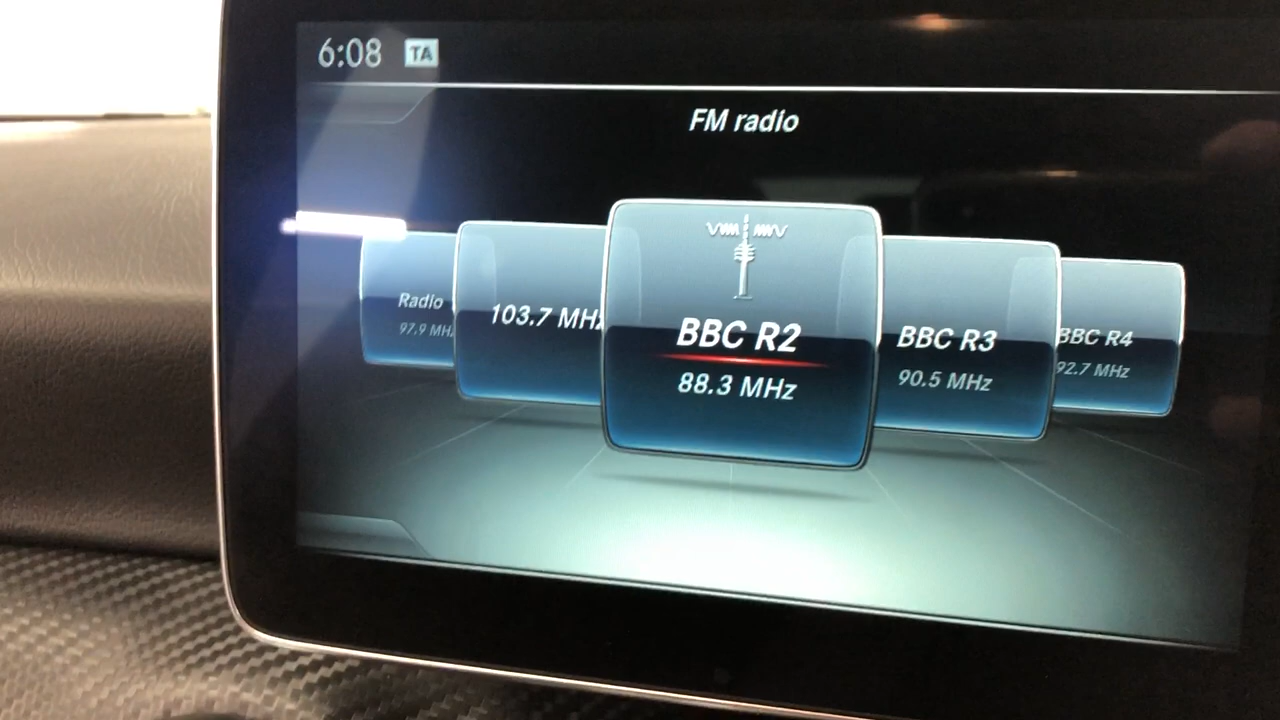 6:08 TA
FM radio
Radio
97.9 MHz
103.7 MHz
BBC R2
88.3 MHz
BBC R3
90.5 MHz
BBC R4
92.7 MHz